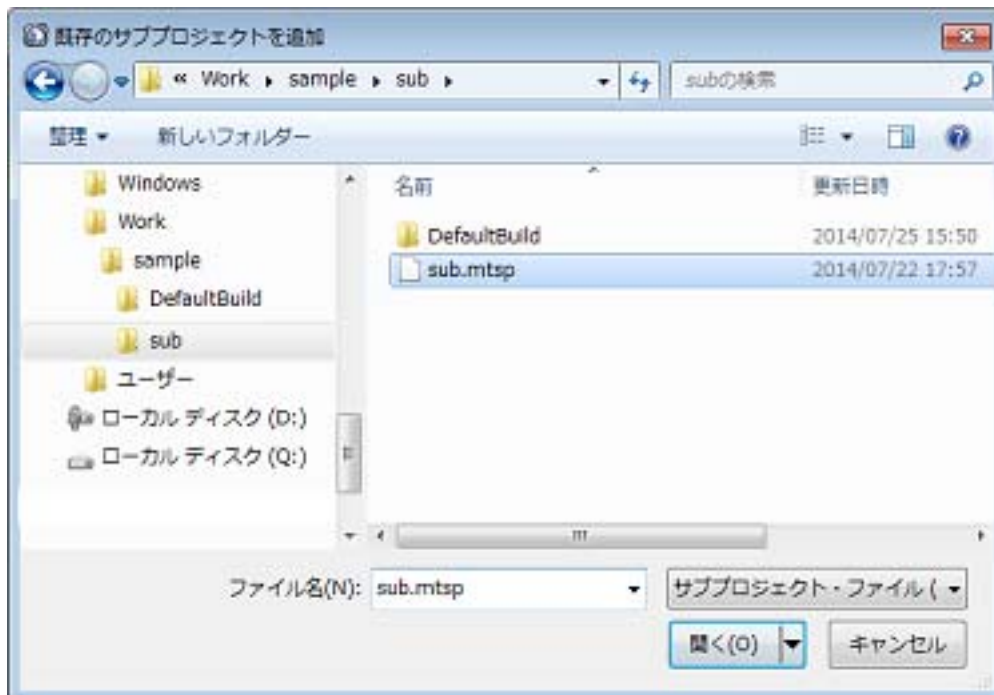 既存のサブプロジェクトを追加
« Work ▸ sample ▸ sub ▸
subの検索
整理 新しいフォルダー
名前 更新日時
Windows
Work
sample
DefaultBuild
sub
ユーザー
ローカル ディスク (D:)
ローカル ディスク (Q:)
DefaultBuild 2014/07/25 15:50
sub.mtsp 2014/07/22 17:57
ファイル名(N): sub.mtsp
サブプロジェクト・ファイル (
開く(O) キャンセル